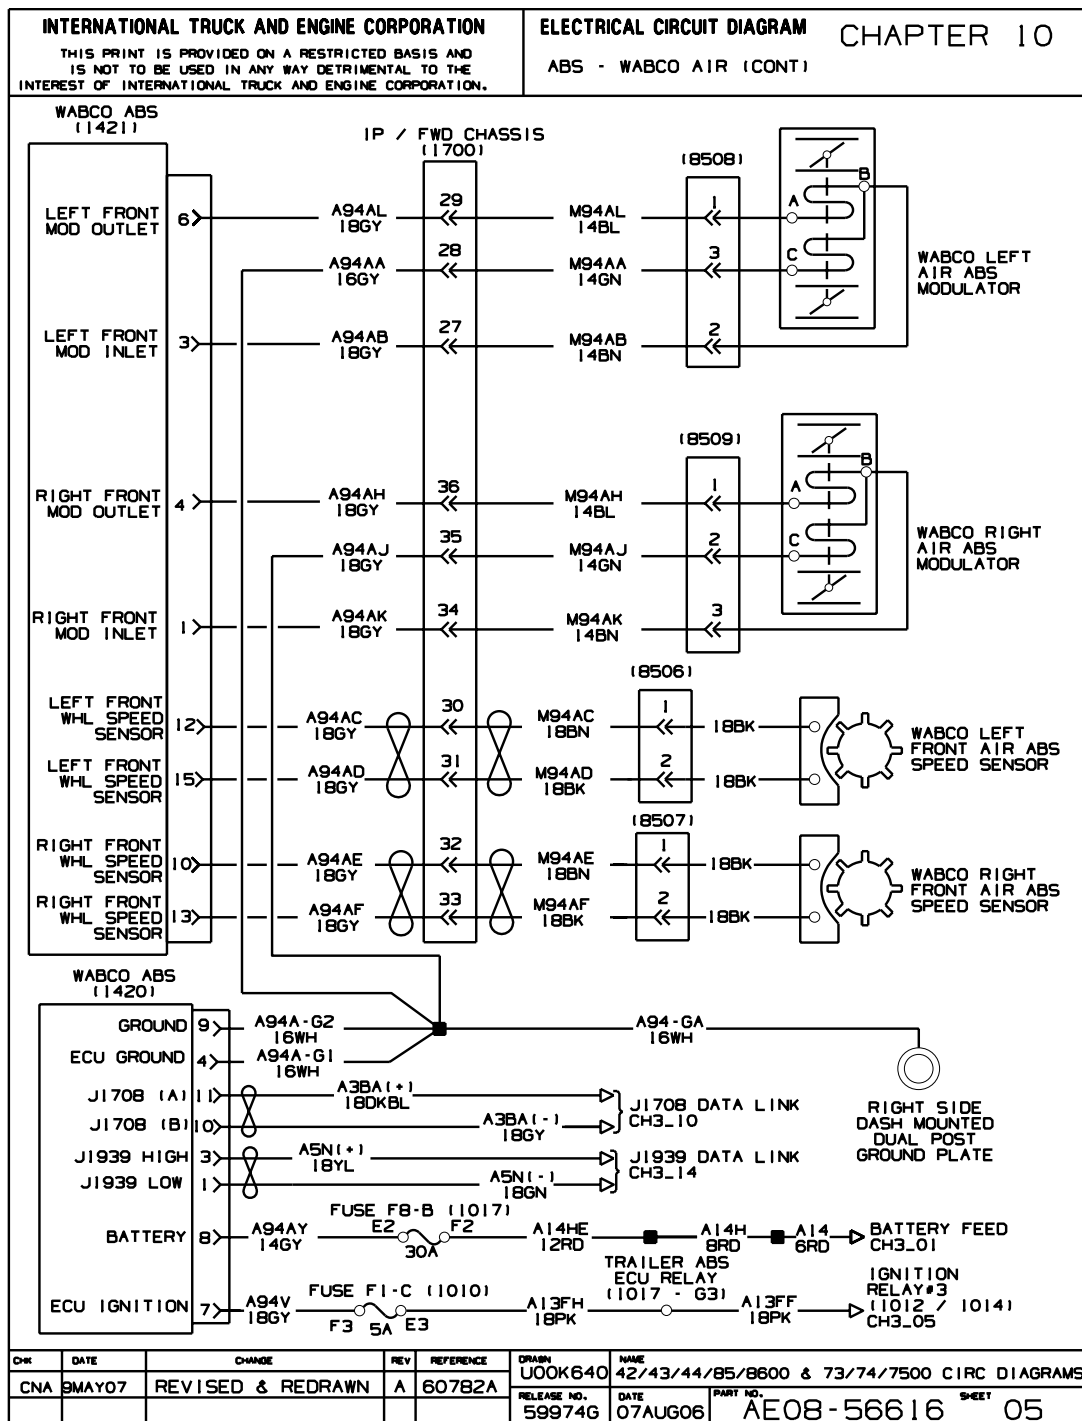 INTERNATIONAL TRUCK AND ENGINE CORPORATION
THIS PRINT IS PROVIDED ON A RESTRICTED BASIS AND
IS NOT TO BE USED IN ANY WAY DETRIMENTAL TO THE
INTEREST OF INTERNATIONAL TRUCK AND ENGINE CORPORATION.
ELECTRICAL CIRCUIT DIAGRAM
CHAPTER 10
ABS - WABCO AIR (CONT)
WABCO ABS
(1421)
IP / FWD CHASSIS
(1700)
(8508)
LEFT FRONT
MOD OUTLET
6
A94AL
18GY
29
M94AL
14BL
1
A
B
A94AA
16GY
28
M94AA
14GN
3
C
WABCO LEFT
AIR ABS
MODULATOR
LEFT FRONT
MOD INLET
3
A94AB
18GY
27
M94AB
14BN
2
(8509)
RIGHT FRONT
MOD OUTLET
4
A94AH
18GY
36
M94AH
14BL
1
A
B
A94AJ
18GY
35
M94AJ
14GN
2
C
WABCO RIGHT
AIR ABS
MODULATOR
RIGHT FRONT
MOD INLET
1
A94AK
18GY
34
M94AK
14BN
3
(8506)
LEFT FRONT
WHL SPEED
SENSOR
12
A94AC
18GY
30
M94AC
18BN
1
18BK
LEFT FRONT
WHL SPEED
SENSOR
15
A94AD
18GY
31
M94AD
18BK
2
18BK
WABCO LEFT
FRONT AIR ABS
SPEED SENSOR
(8507)
RIGHT FRONT
WHL SPEED
SENSOR
10
A94AE
18GY
32
M94AE
18BN
1
18BK
RIGHT FRONT
WHL SPEED
SENSOR
13
A94AF
18GY
33
M94AF
18BK
2
18BK
WABCO RIGHT
FRONT AIR ABS
SPEED SENSOR
WABCO ABS
(1420)
GROUND
9
A94A-G2
16WH
A94-GA
16WH
ECU GROUND
4
A94A-G1
16WH
J1708 (A)
11
A3BA(+)
18DKBL
J1708 (B)
10
A3BA(-)
18GY
J1708 DATA LINK
CH3_10
RIGHT SIDE
DASH MOUNTED
DUAL POST
GROUND PLATE
J1939 HIGH
3
A5N(+)
18YL
J1939 LOW
1
A5N(-)
18GN
J1939 DATA LINK
CH3_14
BATTERY
8
A94AY
14GY
FUSE F8-B (1017)
E2
F2
30A
A14HE
12RD
A14H
8RD
A14
6RD
BATTERY FEED
CH3_01
TRAILER ABS
ECU RELAY
(1017 - G3)
ECU IGNITION
7
A94V
18GY
FUSE F1-C (1010)
F3
5A
E3
A13FH
18PK
A13FF
18PK
IGNITION
RELAY#3
(1012 / 1014)
CH3_05
CHK
DATE
CHANGE
REV
REFERENCE
CNA
9MAY07
REVISED & REDRAWN
A
60782A
DRAWN
U00K640
NAME
42/43/44/85/8600 & 73/74/7500 CIRC DIAGRAMS
RELEASE NO.
59974G
DATE
07AUG06
PART NO.
AE08-56616
SHEET
05